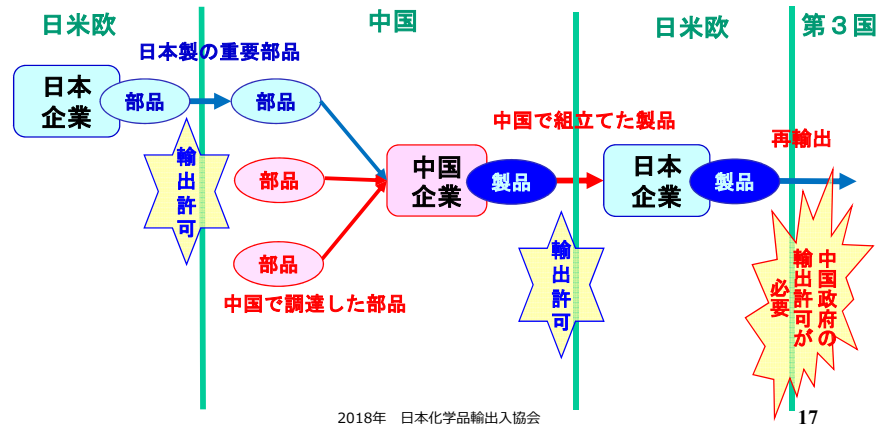 日米欧
中国
日米欧
第３国
日本製の重要部品
日本
企業
部品
部品
輸出許可
部品
部品
中国で調達した部品
中国
企業
製品
中国で組立てた製品
輸出許可
日本
企業
製品
再輸出
中国政府の
輸出許可が
必要
2018年　日本化学品輸出入協会
17